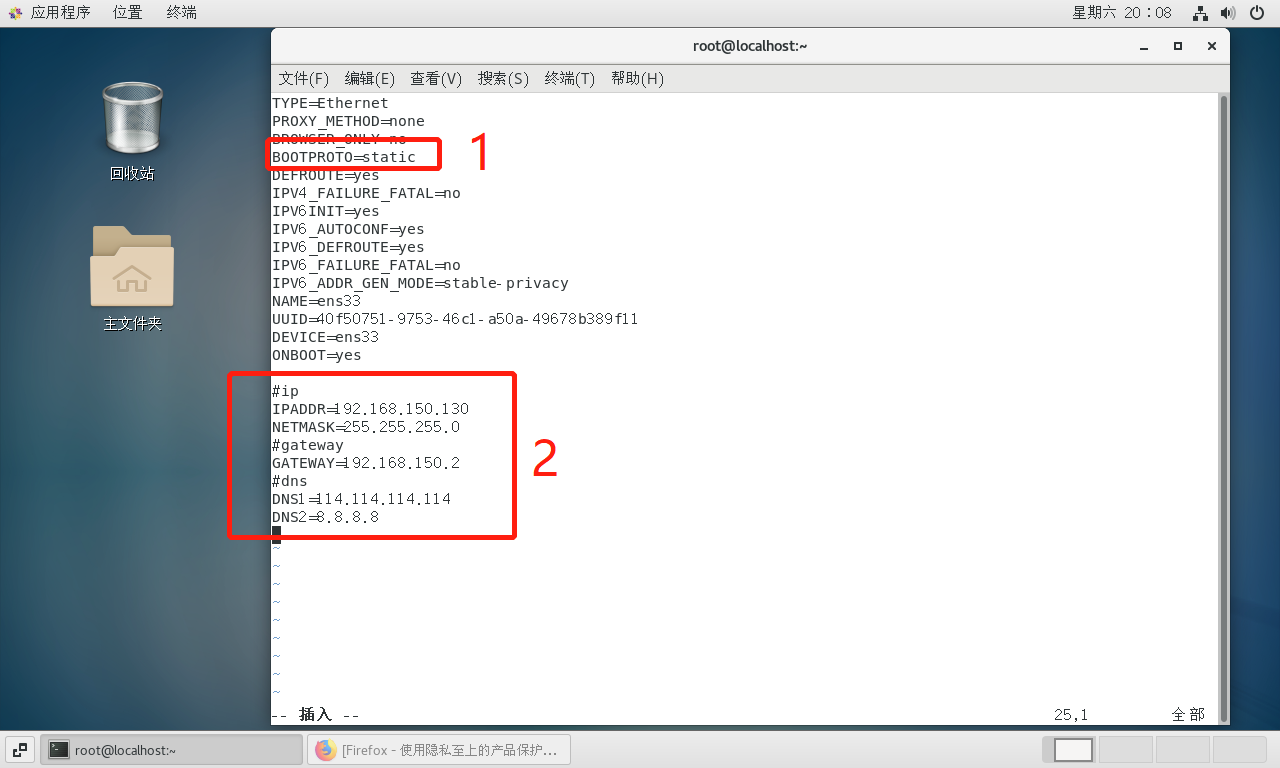 应用程序 位置 终端 星期六 20：08
root@localhost:~
文件(F) 编辑(E) 查看(V) 搜索(S) 终端(T) 帮助(H)
TYPE=Ethernet
PROXY_METHOD=none
BROWSER_ONLY=no
BOOTPROTO=static
1
DEFROUTE=yes
IPV4_FAILURE_FATAL=no
IPV6INIT=yes
IPV6_AUTOCONF=yes
IPV6_DEFROUTE=yes
IPV6_FAILURE_FATAL=no
IPV6_ADDR_GEN_MODE=stable-privacy
NAME=ens33
UUID=40f50751-9753-46c1-a50a-49678b389f11
DEVICE=ens33
ONBOOT=yes
#ip
IPADDR=192.168.150.130
NETMASK=255.255.255.0
#gateway
GATEWAY=192.168.150.2
2
#dns
DNS1=114.114.114.114
DNS2=8.8.8.8
~
~
~
~
~
~
~
~
~
-- 插入 -- 25,1 全部
回收站
主文件夹
root@localhost:~ [Firefox - 使用隐私至上的产品保护…